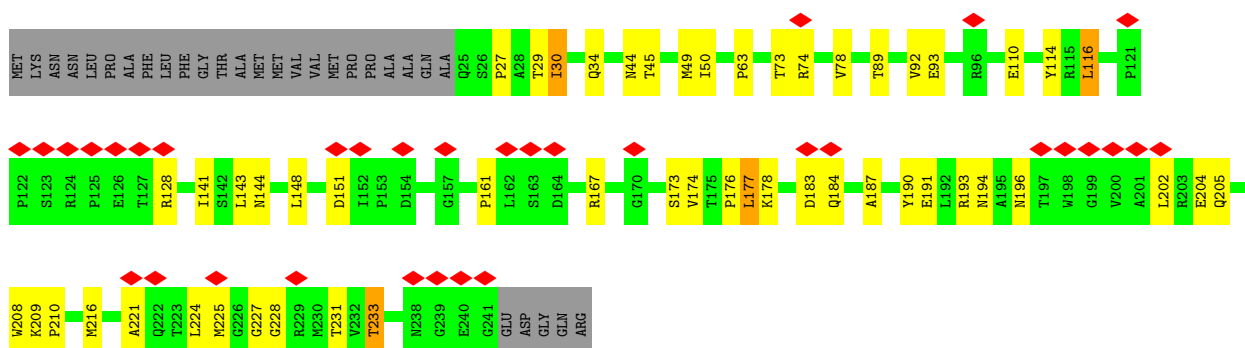 MET LYS ASN ASN LEU PRO ALA PHE LEU PHE GLY THR ALA MET MET VAL VAL MET PRO PRO ALA ALA GLN ALA Q25 S26 P27 A28 T29 I30 Q34 N44 T45 M49 I50 P63 T73 R74 V78 T89 V92 E93 R96 E110 Y114 R115 L116 P121
P122 S123 R124 P125 E126 T127 R128 I141 S142 L143 N144 L148 D151 I152 P153 D154 G157 P161 L162 S163 D164 R167 G170 S173 V174 T175 P176 L177 K178 D183 Q184 A187 Y190 E191 L192 R193 N194 A195 N196 T197 W198 G199 V200 A201 L202 R203 E204 Q205
W208 K209 P210 M216 A221 Q222 T223 L224 M225 G226 G227 G228 R229 M230 T231 V232 T233 N238 G239 E240 G241 GLU ASP GLY GLN ARG